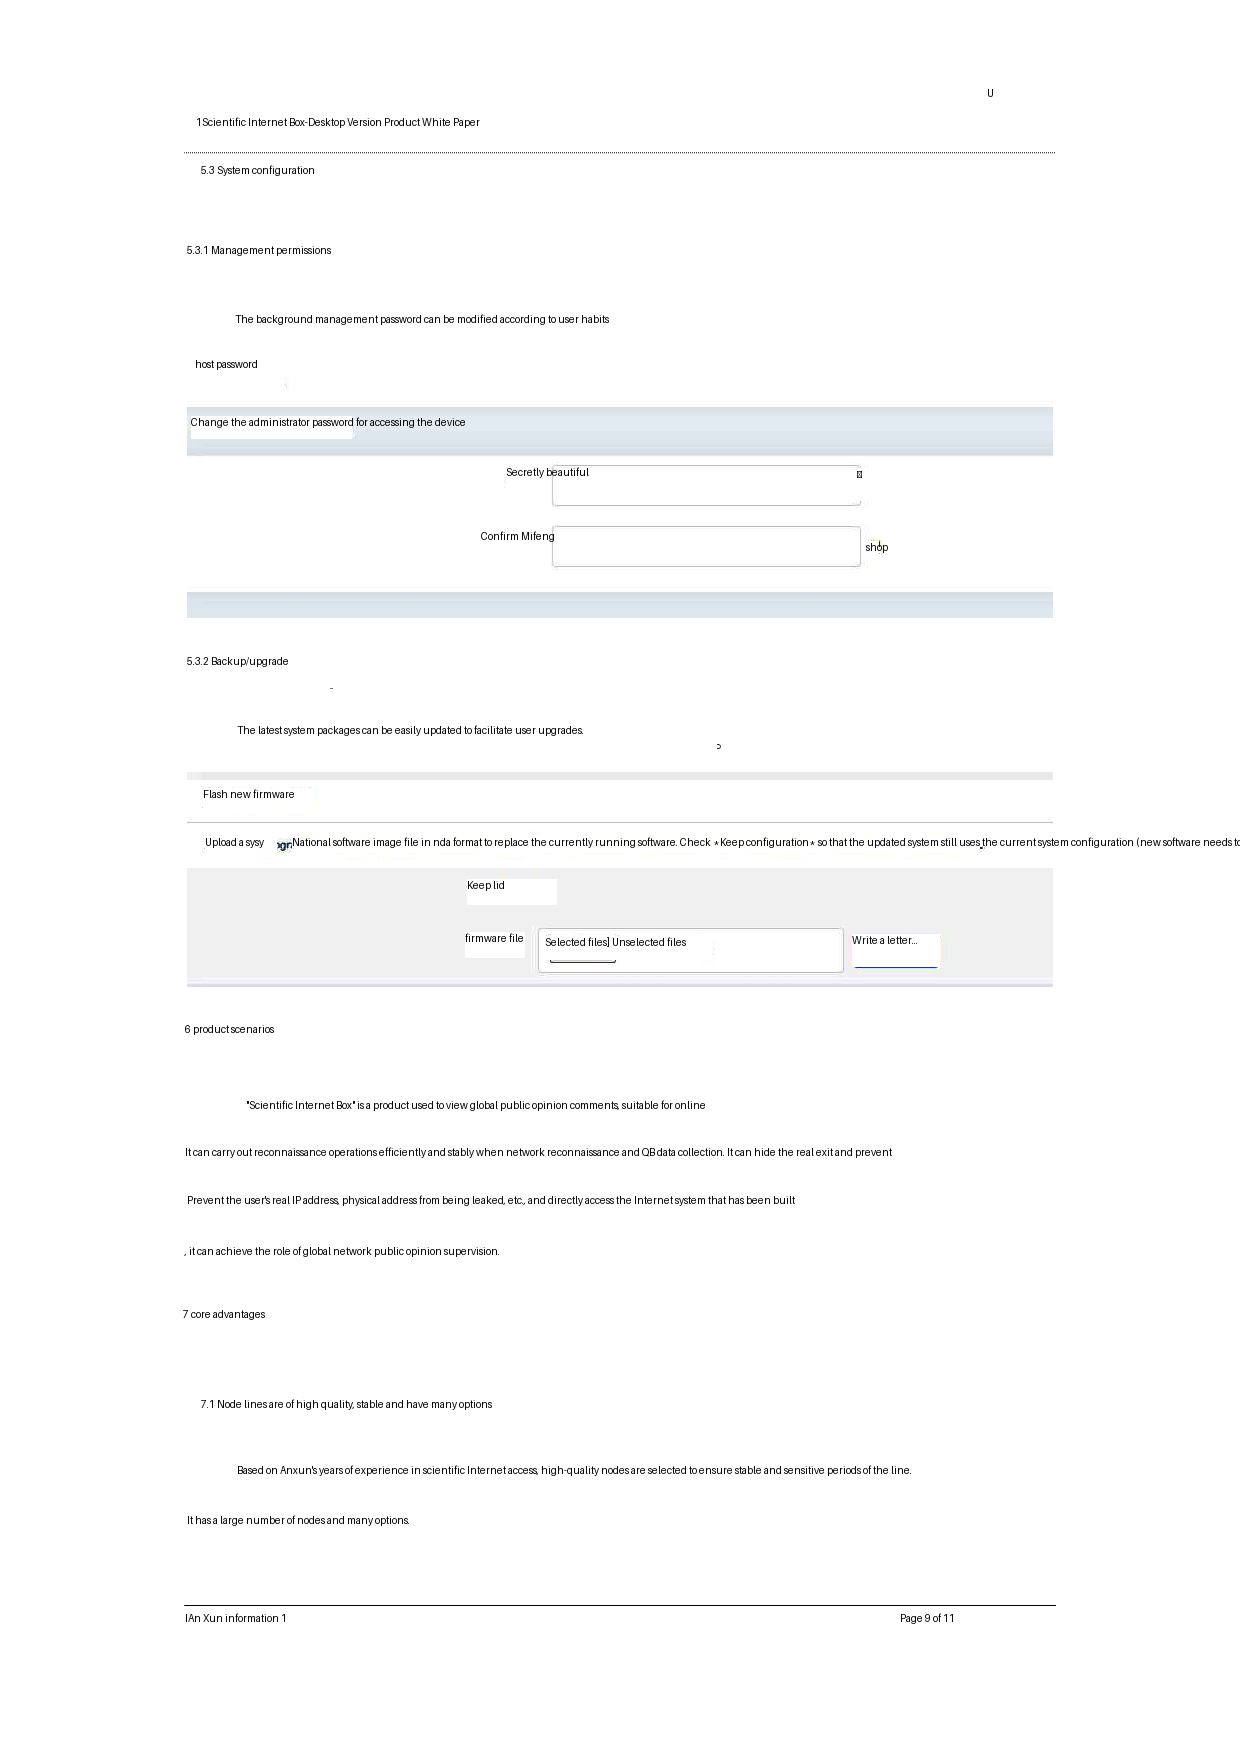 U
1Scientific Internet Box-Desktop Version Product White Paper
5.3 System configuration
5.3.1 Management permissions
The background management password can be modified according to user habits
host password
Change the administrator password for accessing the device
Secretly beautiful
Confirm Mifeng
shop
5.3.2 Backup/upgrade
The latest system packages can be easily updated to facilitate user upgrades.
Flash new firmware
Upload a sysy National software image file in nda format to replace the currently running software. Check *Keep configuration* so that the updated system still uses the current system configuration (new software needs to
Keep lid
firmware file Selected files] Unselected files Write a letter...
6 product scenarios
"Scientific Internet Box" is a product used to view global public opinion comments, suitable for online
It can carry out reconnaissance operations efficiently and stably when network reconnaissance and QB data collection. It can hide the real exit and prevent
Prevent the user's real IP address, physical address from being leaked, etc., and directly access the Internet system that has been built
, it can achieve the role of global network public opinion supervision.
7 core advantages
7.1 Node lines are of high quality, stable and have many options
Based on Anxun's years of experience in scientific Internet access, high-quality nodes are selected to ensure stable and sensitive periods of the line.
It has a large number of nodes and many options.
IAn Xun information 1 Page 9 of 11